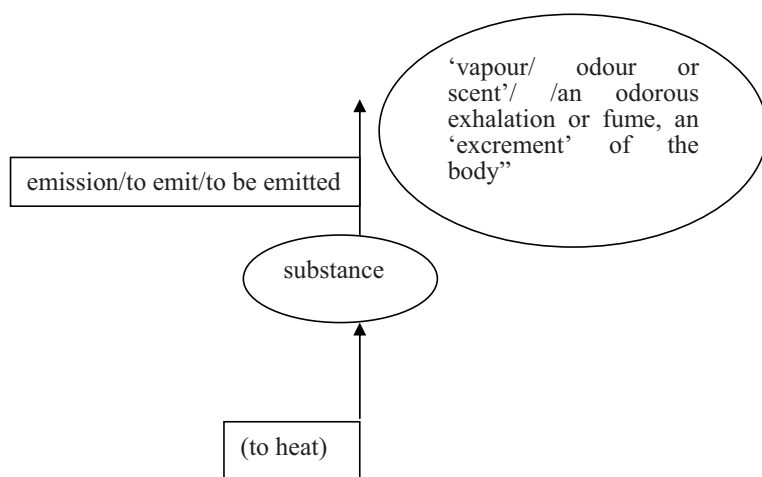 ‘vapour/ odour or
scent’/ /an odorous
exhalation or fume, an
‘excrement’ of the
body”
emission/to emit/to be emitted
substance
(to heat)